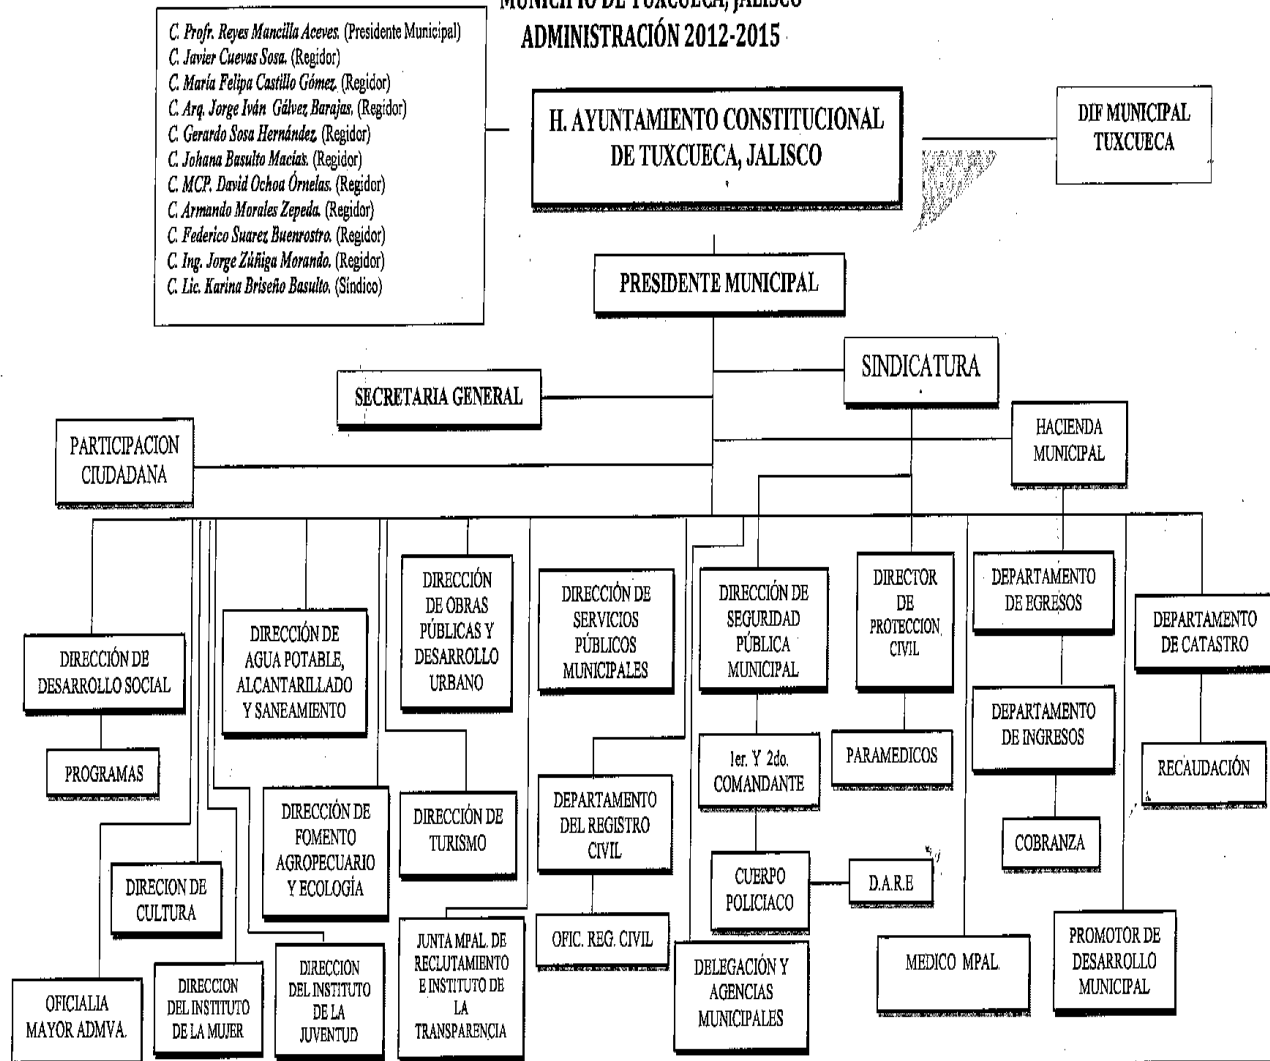 MUNICIPIO DE TUXCUECA, JALISCO
ADMINISTRACIÓN 2012-2015
C. Profr. Reyes Mancilla Aceves. (Presidente Municipal)
C. Javier Cuevas Sosa. (Regidor)
C. María Felipa Castillo Gómez. (Regidor)
C. Arq. Jorge Iván Gálvez Barajas. (Regidor)
C. Gerardo Sosa Hernández. (Regidor)
C. Johana Basulto Macías. (Regidor)
C. MCP. David Ochoa Órnelas. (Regidor)
C. Armando Morales Zepeda. (Regidor)
C. Federico Suarez Buenrostro. (Regidor)
C. Ing. Jorge Zúñiga Morando. (Regidor)
C. Lic. Karina Briseño Basulto. (Síndico)
H. AYUNTAMIENTO CONSTITUCIONAL
DE TUXCUECA, JALISCO
DIF MUNICIPAL
TUXCUECA
PRESIDENTE MUNICIPAL
SINDICATURA
SECRETARIA GENERAL
HACIENDA
MUNICIPAL
PARTICIPACION
CIUDADANA
DIRECCIÓN DE
DESARROLLO SOCIAL
DIRECCIÓN DE
AGUA POTABLE,
ALCANTARILLADO
Y SANEAMIENTO
DIRECCIÓN
DE OBRAS
PÚBLICAS Y
DESARROLLO
URBANO
DIRECCIÓN DE
SERVICIOS
PÚBLICOS
MUNICIPALES
DIRECCIÓN DE
SEGURIDAD
PÚBLICA
MUNICIPAL
DIRECTOR
DE
PROTECCION
CIVIL
DEPARTAMENTO
DE EGRESOS
DEPARTAMENTO
DE CATASTRO
PROGRAMAS
1er. Y 2do.
COMANDANTE
PARAMEDICOS
DEPARTAMENTO
DE INGRESOS
RECAUDACIÓN
DIRECCIÓN DE
FOMENTO
AGROPECUARIO
Y ECOLOGÍA
DIRECCIÓN DE
TURISMO
DEPARTAMENTO
DEL REGISTRO
CIVIL
COBRANZA
DIRECION DE
CULTURA
CUERPO
POLICIACO
D.A.R.E
OFICIALIA
MAYOR ADMVA.
DIRECCION
DEL INSTITUTO
DE LA MUJER
DIRECCION
DEL INSTITUTO
DE LA
JUVENTUD
JUNTA MPAL. DE
RECLUTAMIENTO
E INSTITUTO DE
LA
TRANSPARENCIA
OFIC. REG. CIVIL
DELEGACIÓN Y
AGENCIAS
MUNICIPALES
MEDICO MPAL.
PROMOTOR DE
DESARROLLO
MUNICIPAL